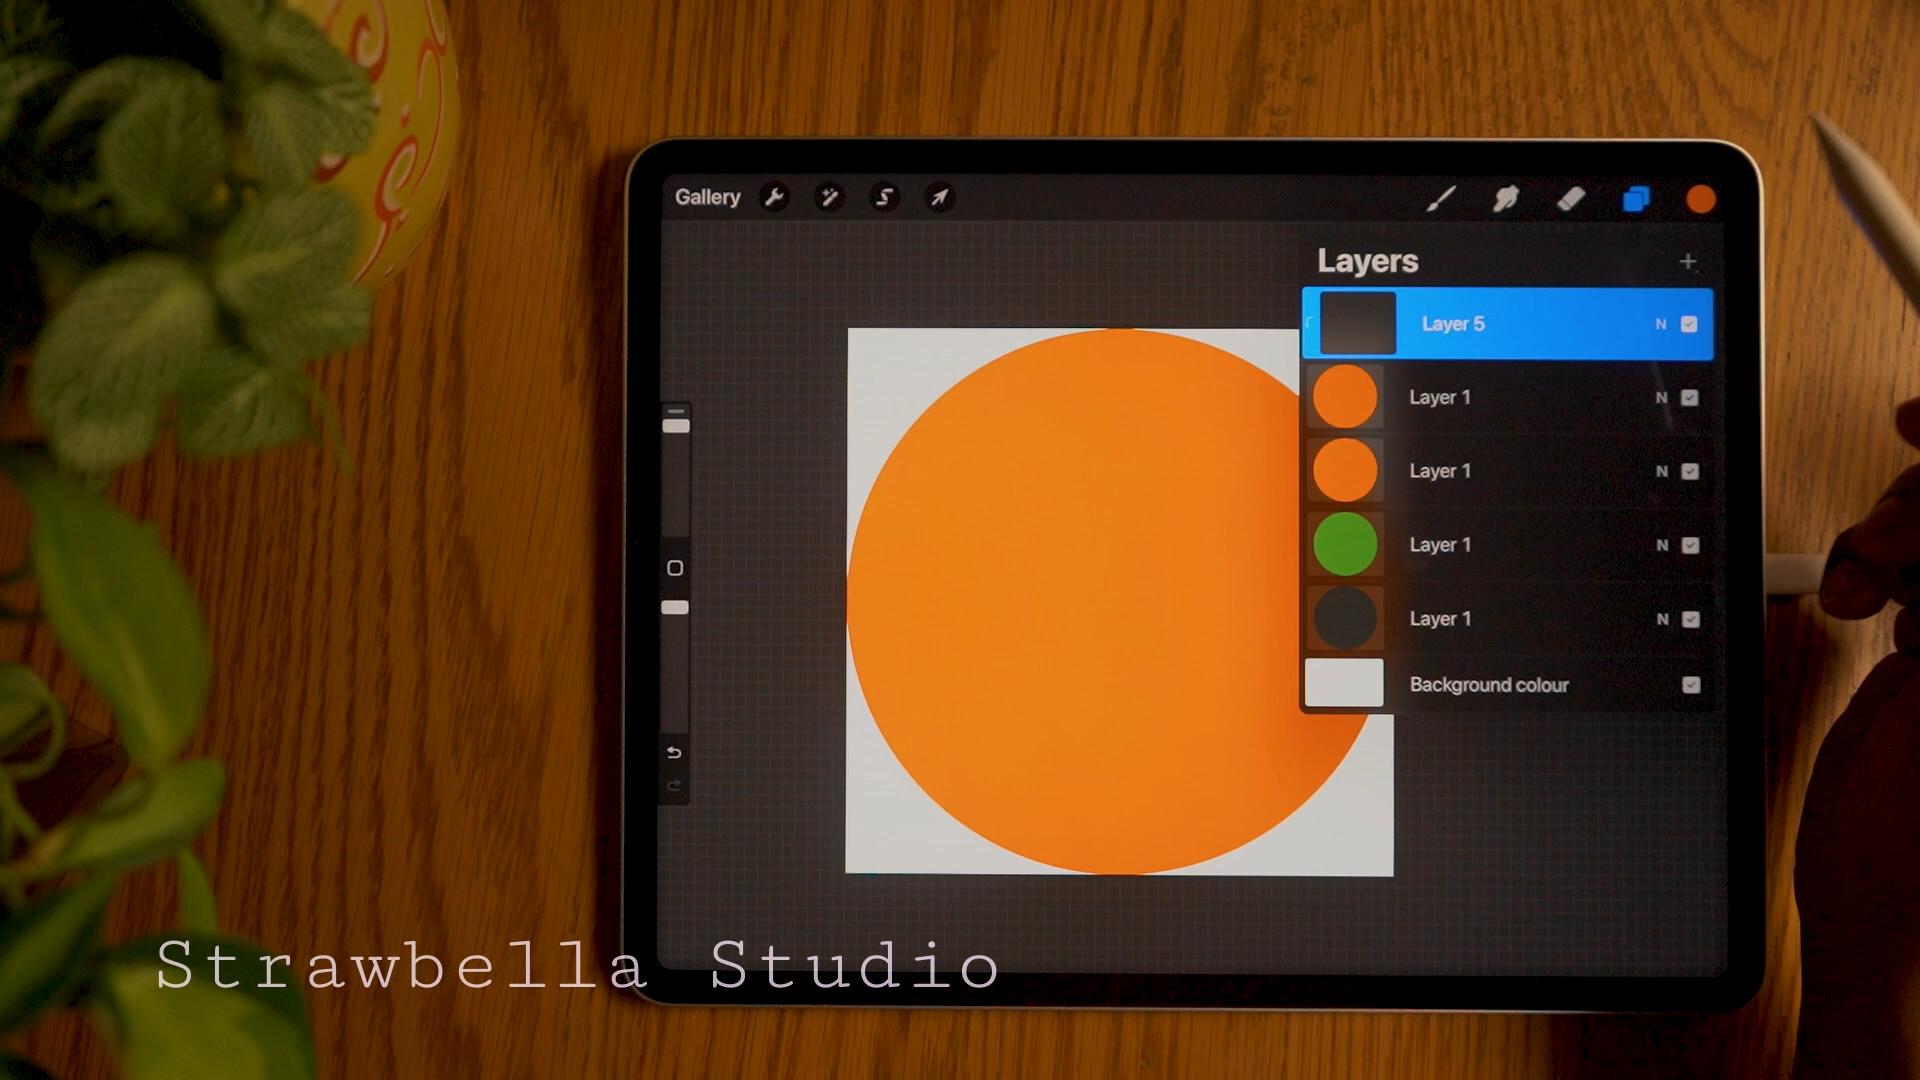 Gallery
Layers
Layer 5 N
Layer 1 N
Layer 1 N
Layer 1 N
Layer 1 N
Background colour
Strawbella Studio